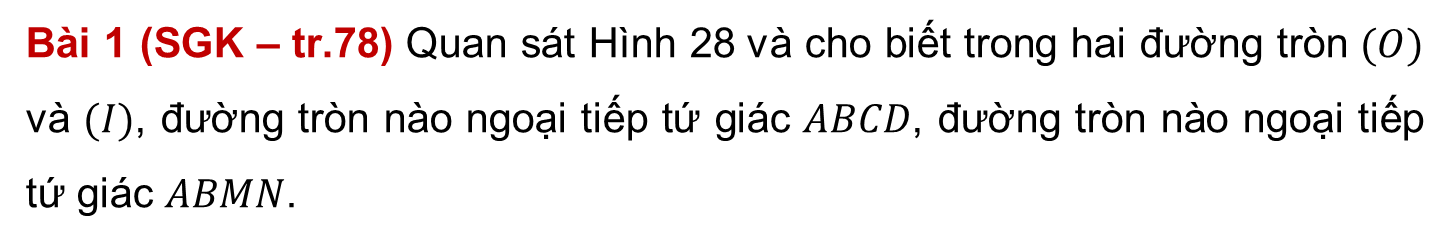 Bài 1 (SGK – tr.78) Quan sát Hình 28 và cho biết trong hai đường tròn (O)
và (I), đường tròn nào ngoại tiếp tứ giác ABCD, đường tròn nào ngoại tiếp
tứ giác ABMN.